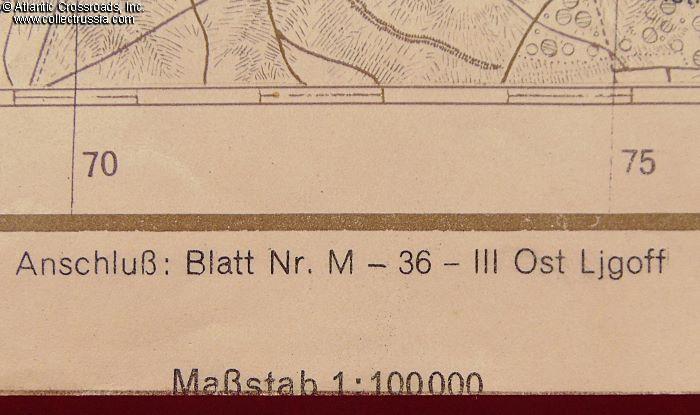 © Atlantic Crossroads, Inc.
www.collectrussia.com
70
75
Anschluß: Blatt Nr. M – 36 – III Ost Ljgoff
Maßstab 1:100000